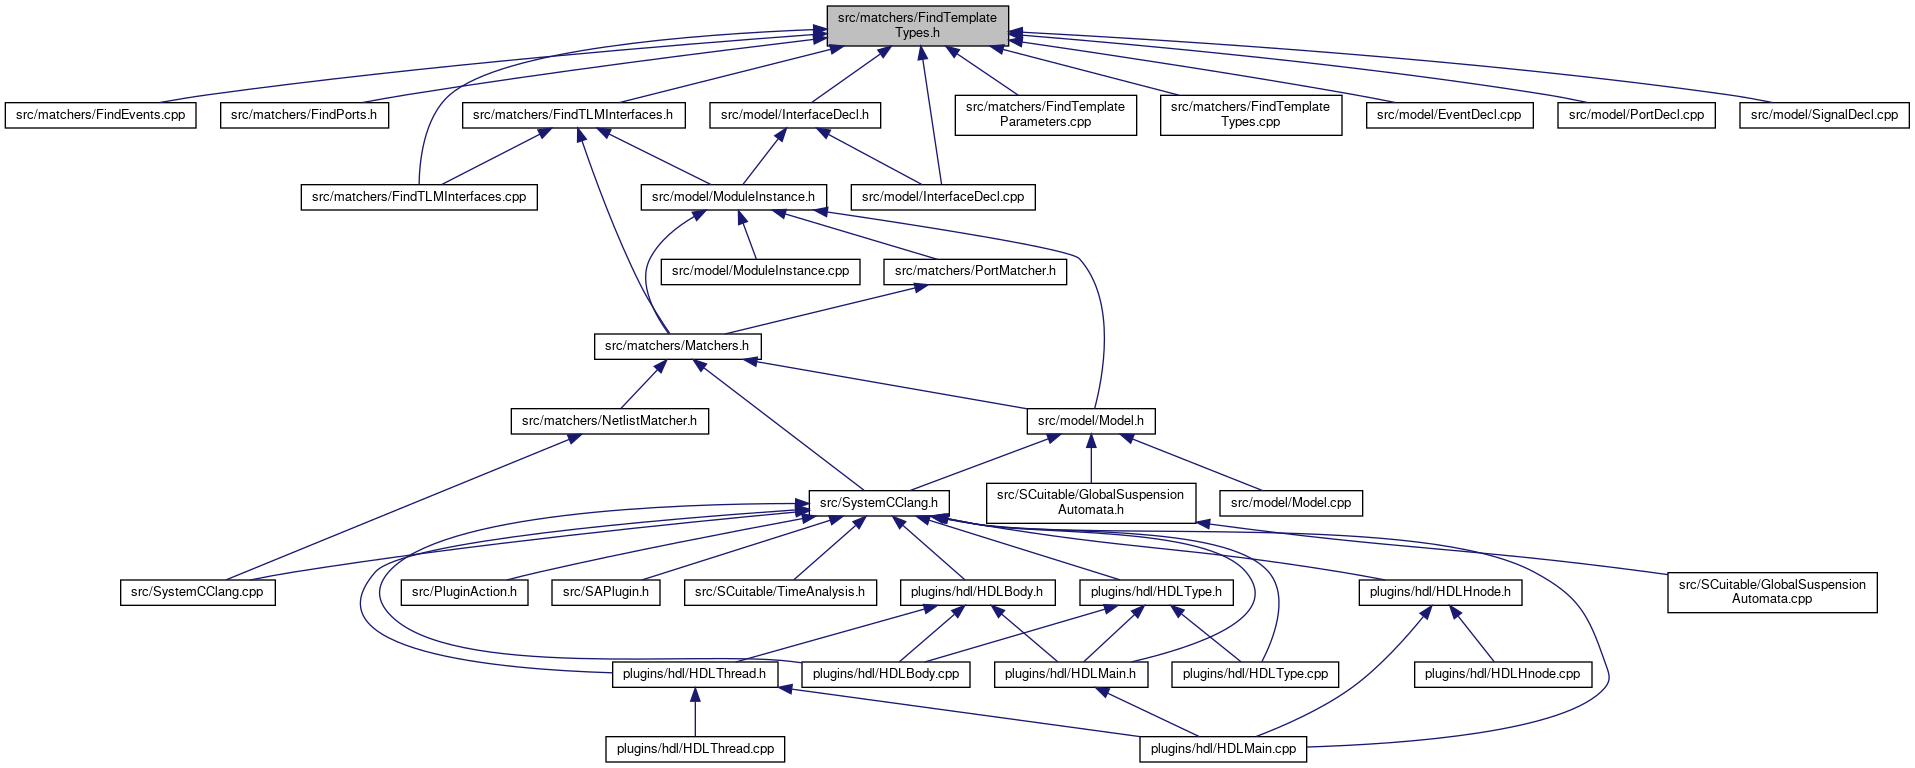 src/matchers/FindTemplate
Types.h
src/matchers/FindEvents.cpp
src/matchers/FindPorts.h
src/matchers/FindTLMInterfaces.h
src/model/InterfaceDecl.h
src/matchers/FindTemplate
Parameters.cpp
src/matchers/FindTemplate
Types.cpp
src/model/EventDecl.cpp
src/model/PortDecl.cpp
src/model/SignalDecl.cpp
src/matchers/FindTLMInterfaces.cpp
src/model/ModuleInstance.h
src/model/InterfaceDecl.cpp
src/model/ModuleInstance.cpp
src/matchers/PortMatcher.h
src/matchers/Matchers.h
src/matchers/NetlistMatcher.h
src/model/Model.h
src/SystemCClang.h
src/SCuitable/GlobalSuspension
Automata.h
src/model/Model.cpp
src/SystemCClang.cpp
src/PluginAction.h
src/SAPlugin.h
src/SCuitable/TimeAnalysis.h
plugins/hdl/HDLBody.h
plugins/hdl/HDLType.h
plugins/hdl/HDLHnode.h
src/SCuitable/GlobalSuspension
Automata.cpp
plugins/hdl/HDLThread.h
plugins/hdl/HDLBody.cpp
plugins/hdl/HDLMain.h
plugins/hdl/HDLType.cpp
plugins/hdl/HDLHnode.cpp
plugins/hdl/HDLThread.cpp
plugins/hdl/HDLMain.cpp